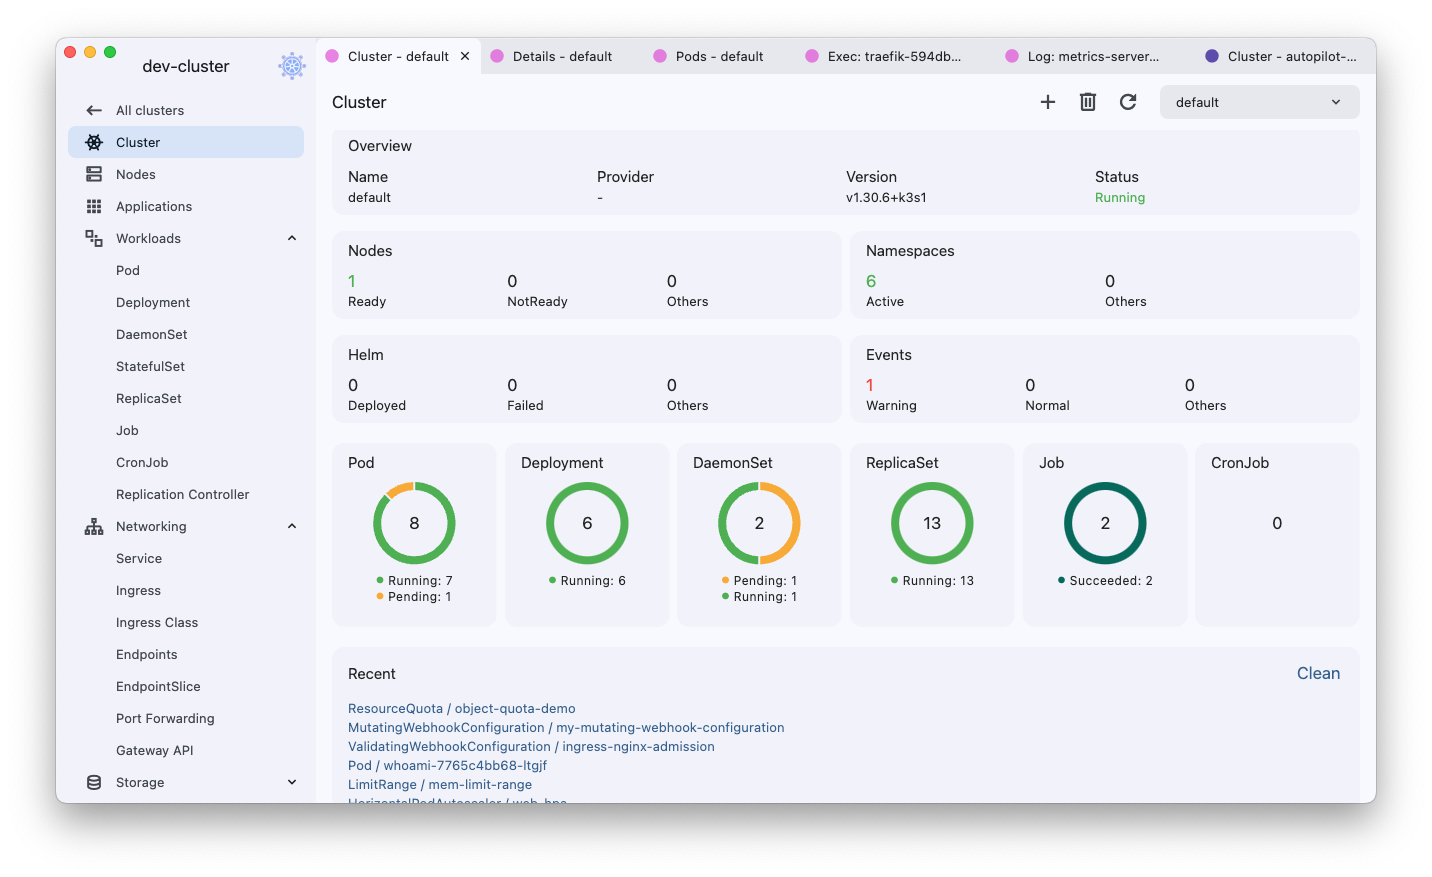 dev-cluster
All clusters
Cluster
Nodes
Applications
Workloads
Pod
Deployment
DaemonSet
StatefulSet
ReplicaSet
Job
CronJob
Replication Controller
Networking
Service
Ingress
Ingress Class
Endpoints
EndpointSlice
Port Forwarding
Gateway API
Storage
Cluster - default
Details - default
Pods - default
Exec: traefik-594db...
Log: metrics-server...
Cluster - autopilot-...
Cluster
default
Overview
Name Provider Version Status
default - v1.30.6+k3s1 Running
Nodes
1 0 0
Ready NotReady Others
Namespaces
6 0
Active Others
Helm
0 0 0
Deployed Failed Others
Events
1 0 0
Warning Normal Others
Pod
8
Running: 7
Pending: 1
Deployment
6
Running: 6
DaemonSet
2
Pending: 1
Running: 1
ReplicaSet
13
Running: 13
Job
2
Succeeded: 2
CronJob
0
Recent
Clean
ResourceQuota / object-quota-demo
MutatingWebhookConfiguration / my-mutating-webhook-configuration
ValidatingWebhookConfiguration / ingress-nginx-admission
Pod / whoami-7765c4bb68-ltgjf
LimitRange / mem-limit-range
HorizontalPodAutoscaler / web-hpa